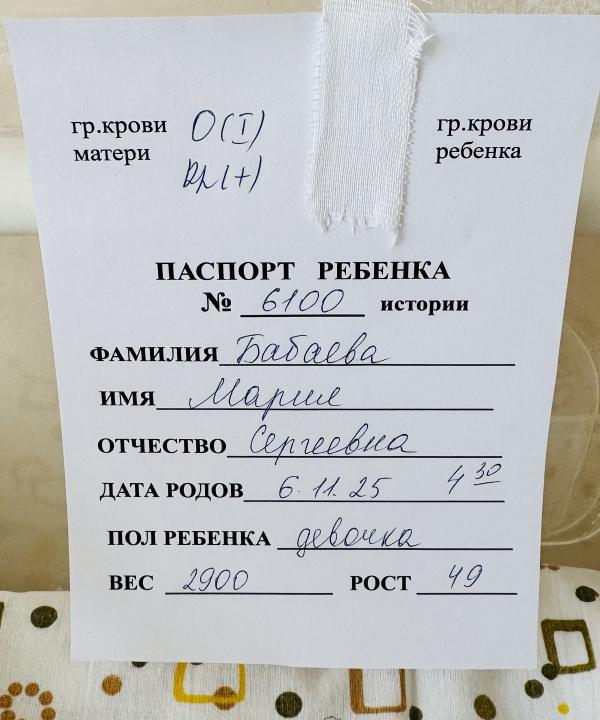 гр.крови O(I) гр.крови
матери Rh(+) ребенка
ПАСПОРТ РЕБЕНКА
№ 6100 истории
ФАМИЛИЯ Бабаева
ИМЯ Мария
ОТЧЕСТВО Сергеевна
ДАТА РОДОВ 6.11.25 4 30
ПОЛ РЕБЕНКА девочка
ВЕС 2900 РОСТ 49